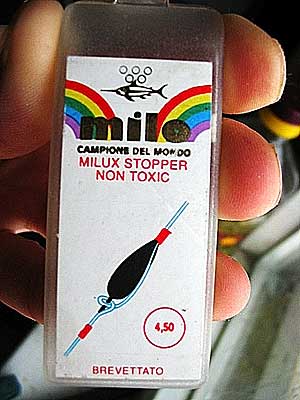 milo
CAMPIONE DEL MONDO
MILUX STOPPER
NON TOXIC
4,50
BREVETTATO